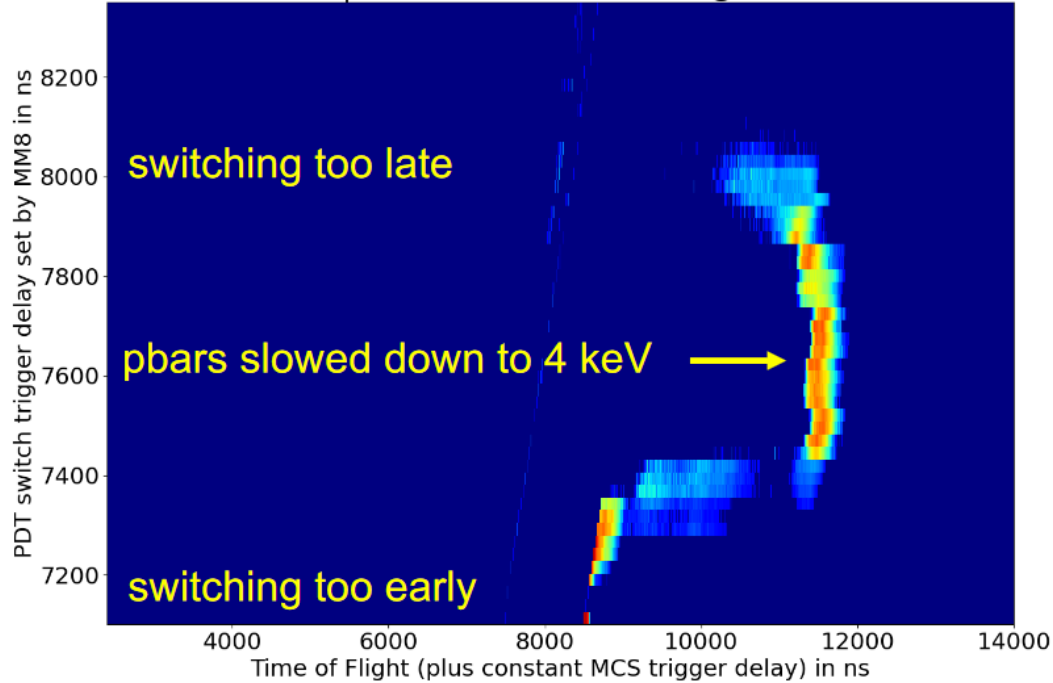 PDT switch trigger delay set by MM8 in ns
8200
8000
7800
7600
7400
7200
switching too late
pbars slowed down to 4 keV
switching too early
4000 6000 8000 10000 12000 14000
Time of Flight (plus constant MCS trigger delay) in ns